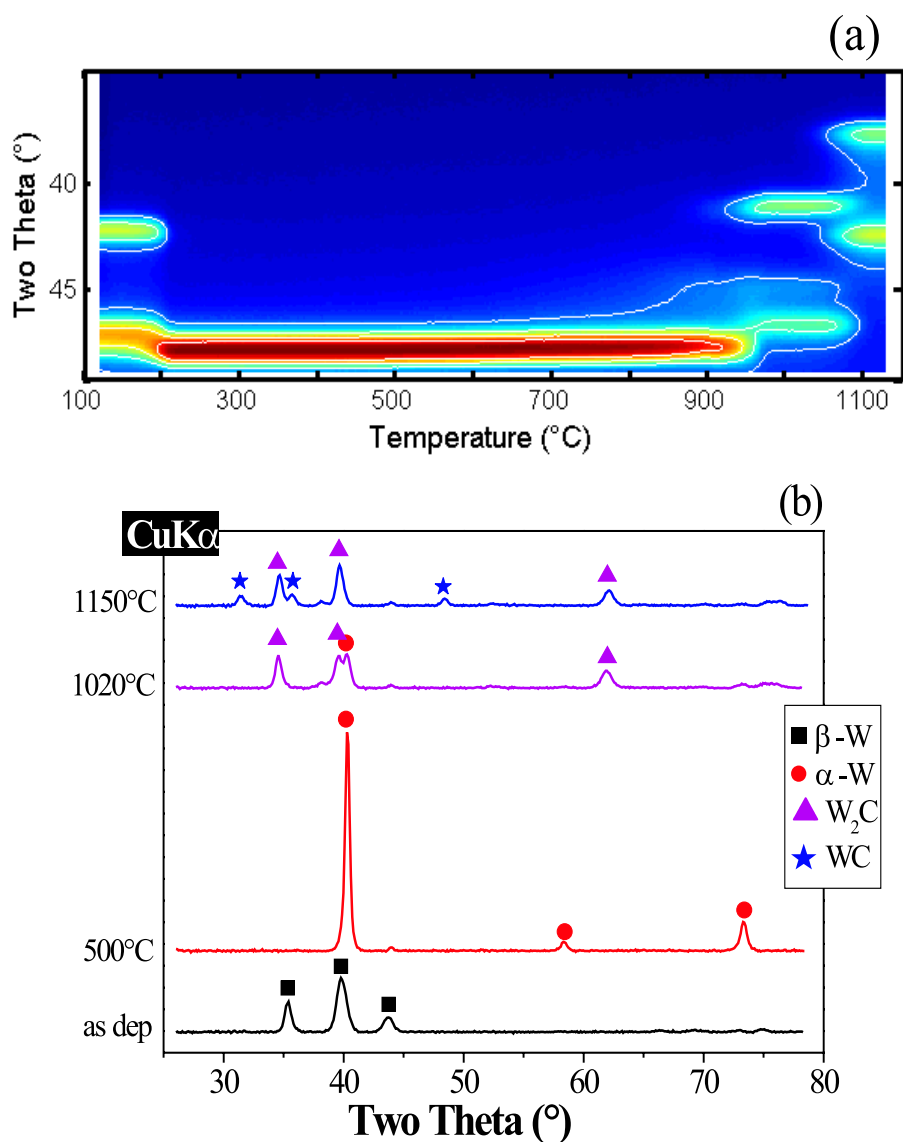 (a)
Two Theta (°)
40
45
100 300 500 700 900 1100
Temperature (°C)
(b)
CuKα
1150°C
1020°C
500°C
as dep
β-W
α-W
W₂C
WC
30 40 50 60 70 80
Two Theta (°)